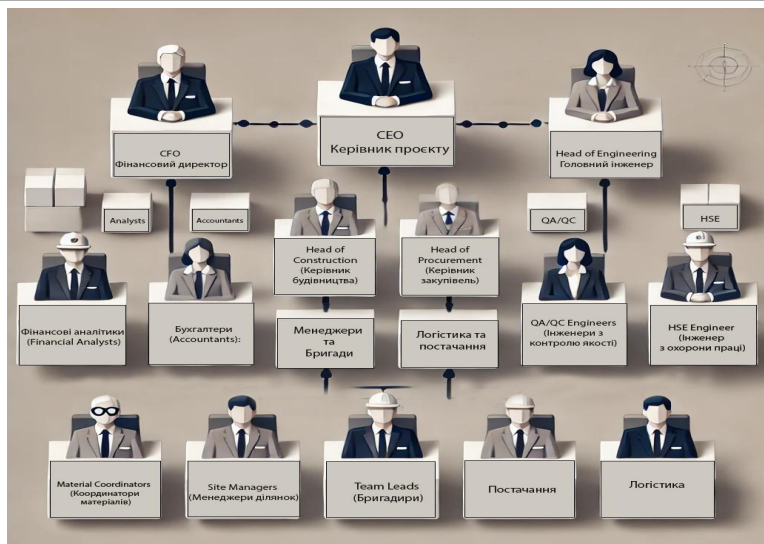 CFO
Фінансовий директор
CEO
Керівник проєкту
Head of Engineering
Головний інженер
Analysts
Accountants
Head of
Construction
(Керівник
будівництва)
Head of
Procurement
(Керівник
закупівель)
QA/QC
HSE
Фінансові аналітики
(Financial Analysts)
Бухгалтери
(Accountants):
Менеджери
та
Бригади
Логістика та
постачання
QA/QC Engineers
(Інженери з
контролю якості)
HSE Engineer
(Інженер
з охорони праці)
Material Coordinators
(Координатори
матеріалів)
Site Managers
(Менеджери ділянок)
Team Leads
(Бригадири)
Постачання
Логістика